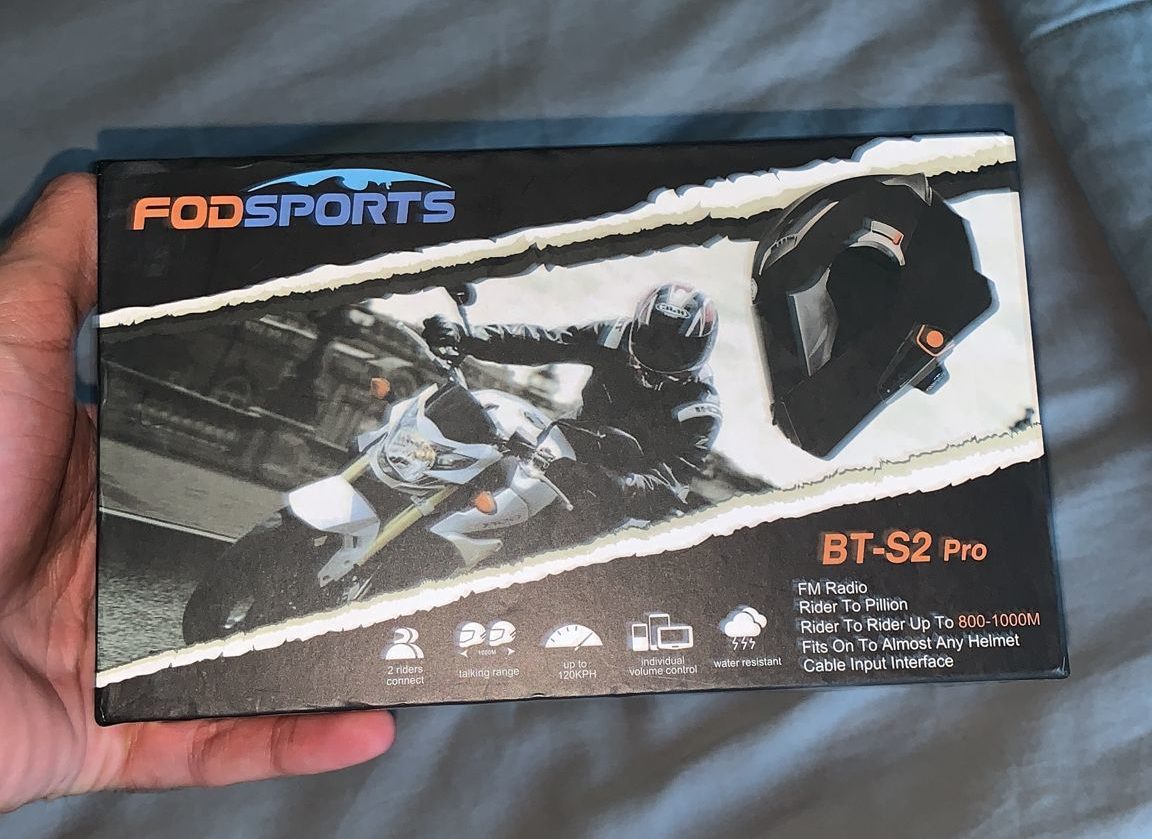 FODSPORTS
BT-S2 Pro
FM Radio
Rider To Pillion
Rider To Rider Up To 800-1000M
Fits On To Almost Any Helmet
Cable Input Interface
2 riders
connect
1000M
talking range
up to
120KPH
individual
volume control
water resistant